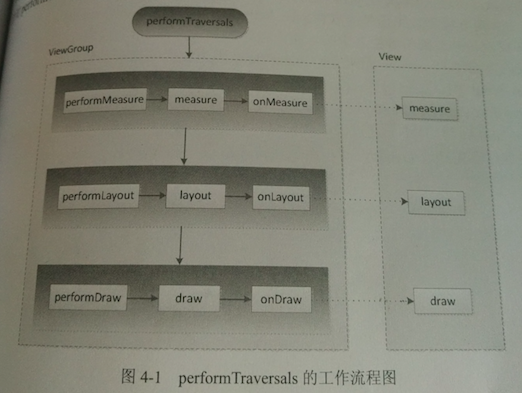 performTraversals
ViewGroup
View
performMeasure measure onMeasure measure
performLayout layout onLayout layout
performDraw draw onDraw draw
图 4-1 performTraversals 的工作流程图